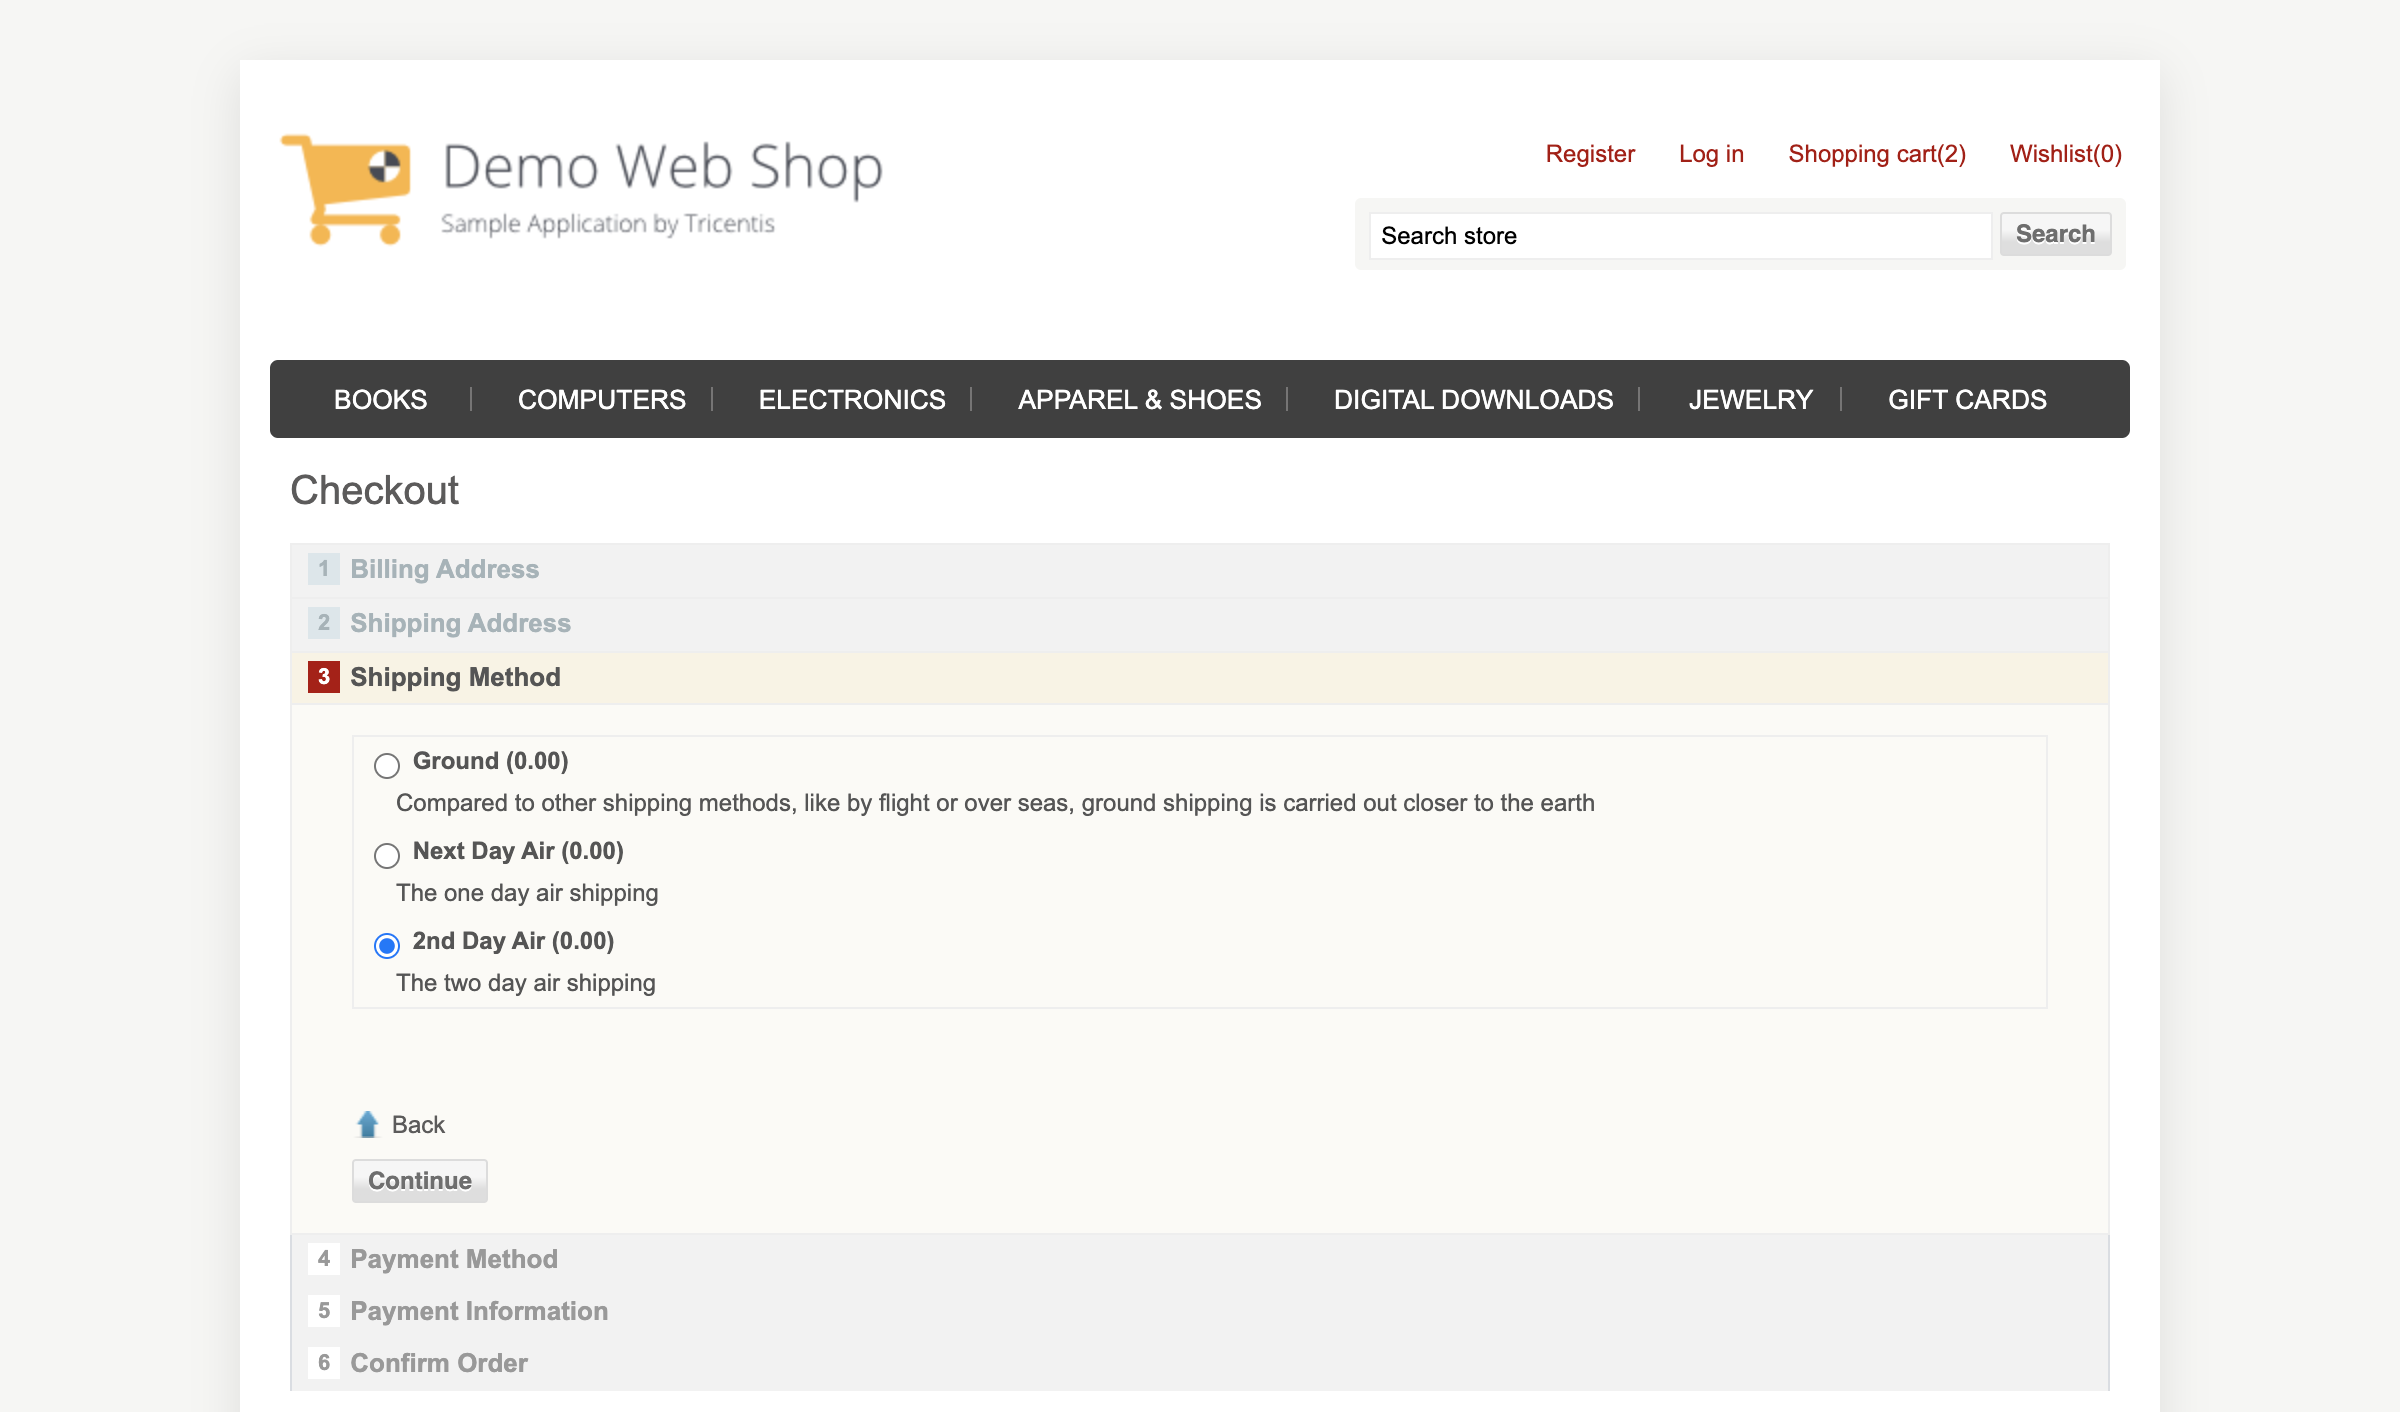 Demo Web Shop
Sample Application by Tricentis
Register Log in Shopping cart(2) Wishlist(0)
Search store Search
BOOKS COMPUTERS ELECTRONICS APPAREL & SHOES DIGITAL DOWNLOADS JEWELRY GIFT CARDS
Checkout
1 Billing Address
2 Shipping Address
3 Shipping Method
Ground (0.00)
Compared to other shipping methods, like by flight or over seas, ground shipping is carried out closer to the earth
Next Day Air (0.00)
The one day air shipping
2nd Day Air (0.00)
The two day air shipping
Back
Continue
4 Payment Method
5 Payment Information
6 Confirm Order